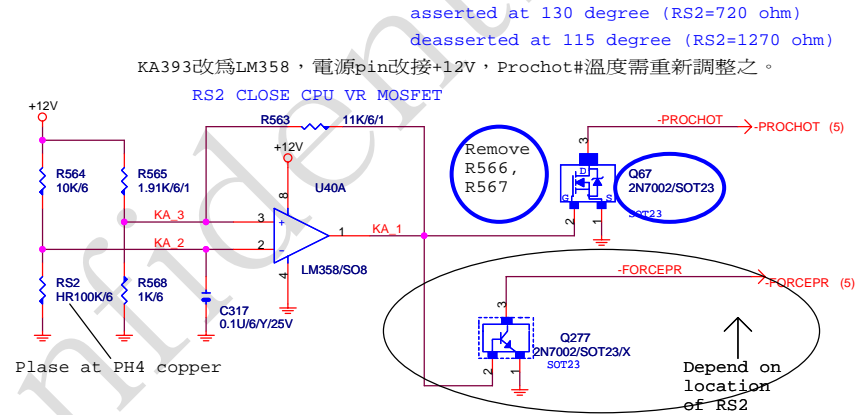 asserted at 130 degree (RS2=720 ohm)
deasserted at 115 degree (RS2=1270 ohm)
KA393改爲LM358，電源pin改接+12V，Prochot#溫度需重新調整之。
RS2 CLOSE CPU VR MOSFET
+12V
R563
11K/6/1
+12V
R564
10K/6
R565
1.91K/6/1
U40A
8
KA_3
3
+
KA_2
2
-
1
KA_1
4
LM358/SO8
RS2
HR100K/6
R568
1K/6
C317
0.1U/6/Y/25V
Plase at PH4 copper
Remove
R566,
R567
3
D
G
S
2
1
Q67
2N7002/SOT23
SOT23
-PROCHOT
-PROCHOT (5)
-FORCEPR
-FORCEPR (5)
3
2
1
Q277
2N7002/SOT23/X
SOT23
Depend on
location
of RS2
nfident